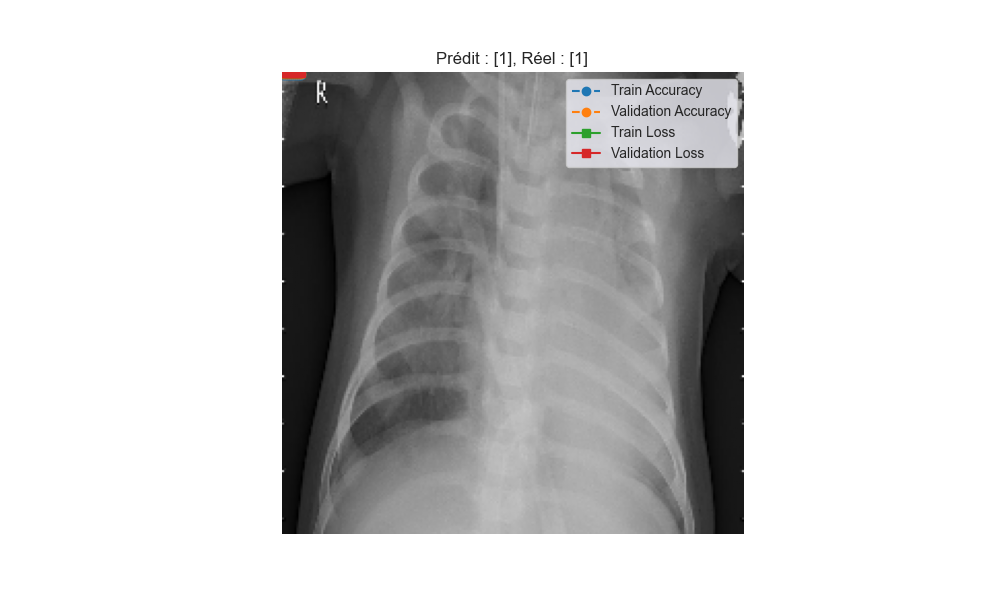 Prédit : [1], Réel : [1]
R
Train Accuracy
Validation Accuracy
Train Loss
Validation Loss